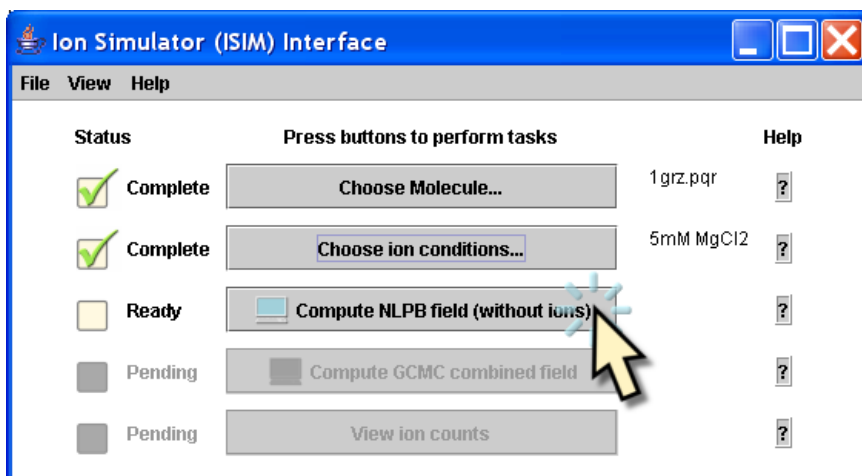 Ion Simulator (ISIM) Interface
File View Help
Status Press buttons to perform tasks Help
Complete Choose Molecule... 1grz.pqr ?
Complete Choose ion conditions... 5mM MgCl2 ?
Ready Compute NLPB field (without ions) ?
Pending Compute GCMC combined field ?
Pending View ion counts ?